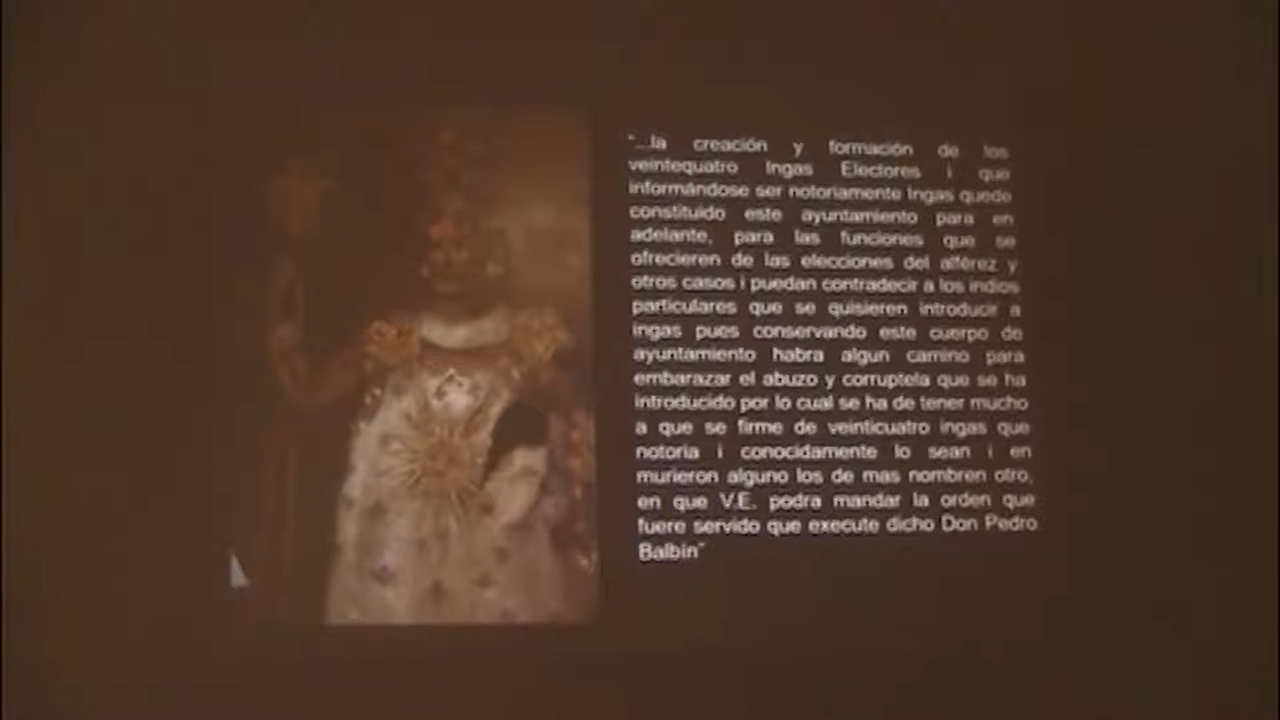 "...la creación y formación de los
veintequatro Ingas Electores i que
informándose ser notoriamente Ingas quede
constituido este ayuntamiento para en
adelante, para las funciones que se
ofrecieren de las elecciones del alférez y
otros casos i puedan contradecir a los indios
particulares que se quisieren introducir a
ingas pues conservando este cuerpo de
ayuntamiento habra algun camino para
embarazar el abuzo y corruptela que se ha
introducido por lo cual se ha de tener mucho
a que se firme de veinticuatro ingas que
notoria i conocidamente lo sean i en
murieron alguno los de mas nombren otro,
en que V.E. podra mandar la orden que
fuere servido que execute dicho Don Pedro
Balbín"